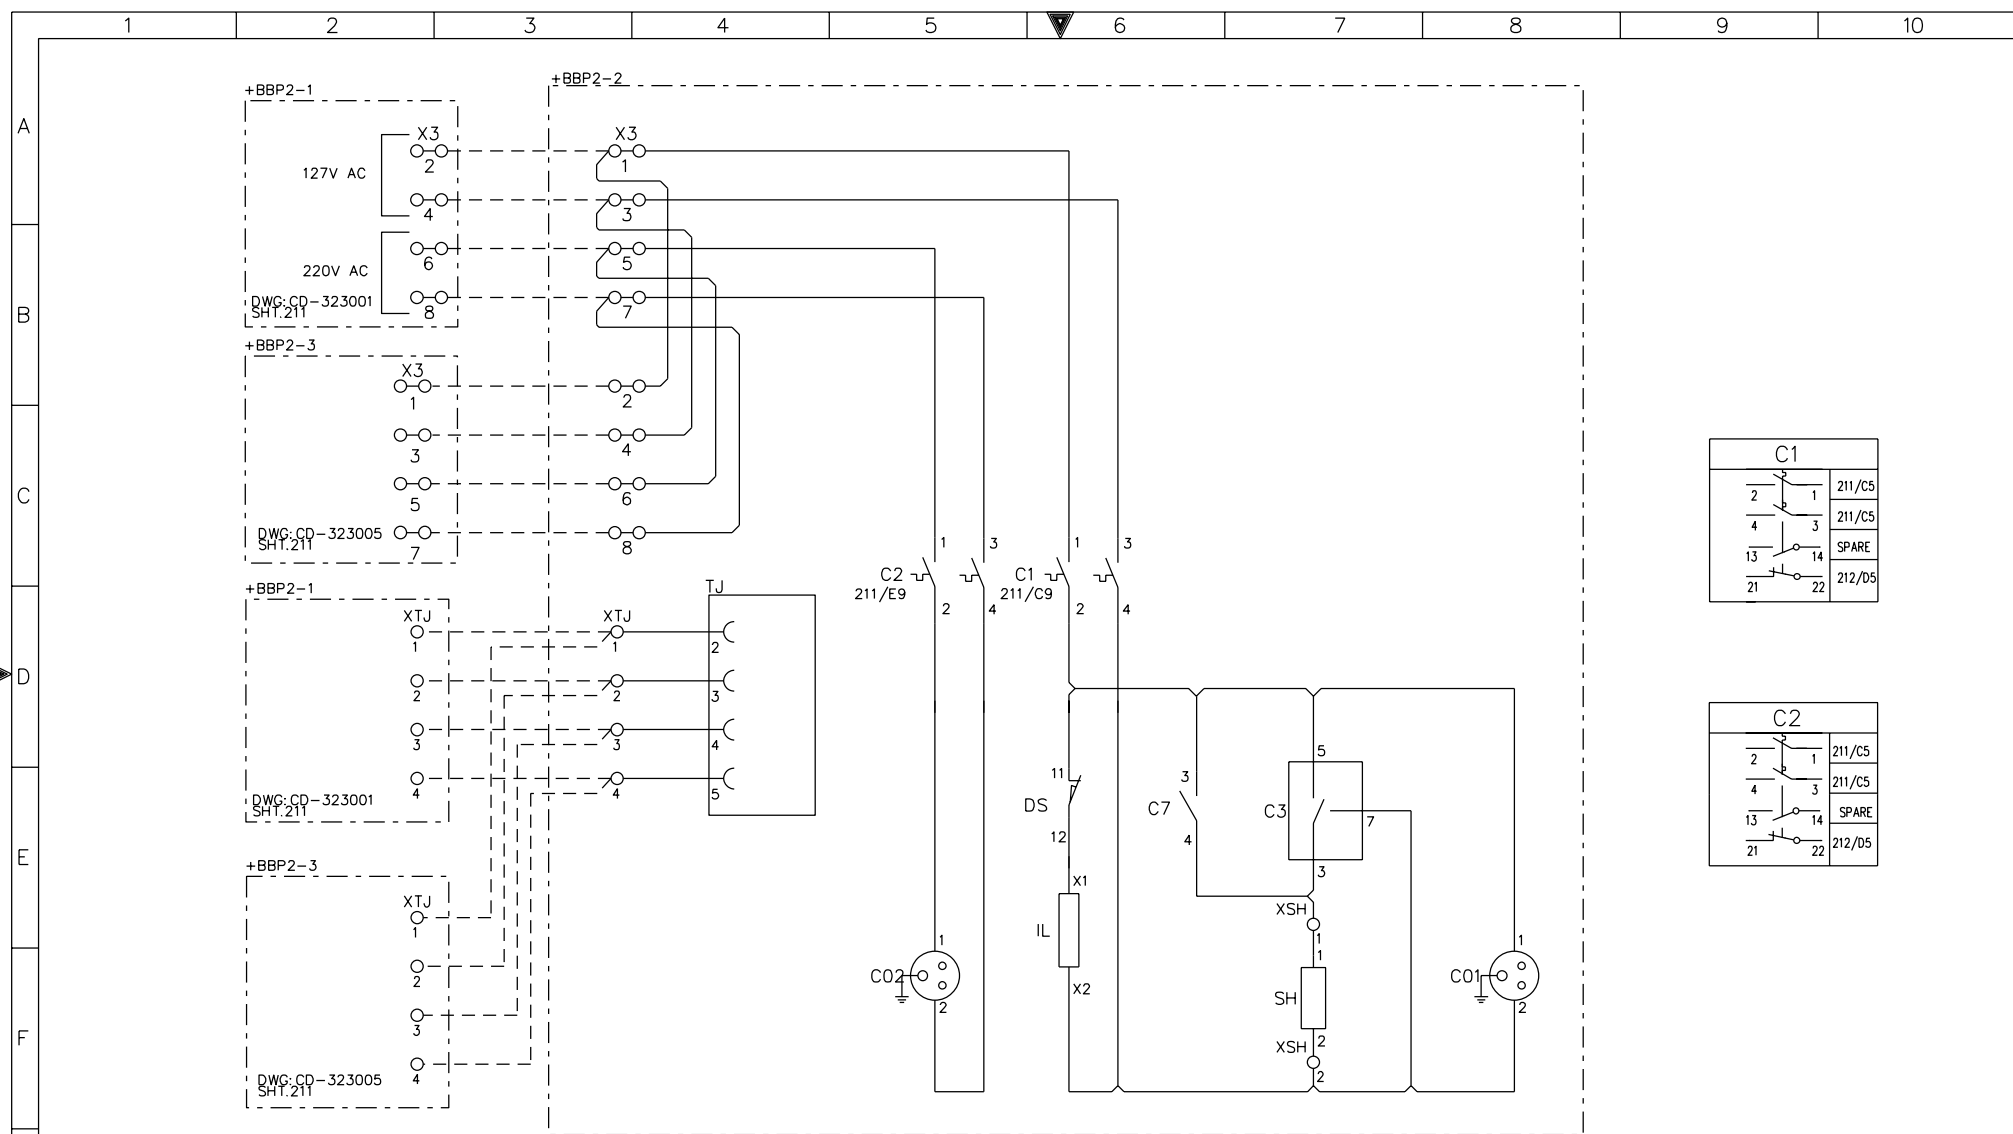 1 2 3 4 5 6 7 8 9 10
A
B
C
D
E
F
+BBP2-1
127V AC
220V AC
X3
2
4
6
8
DWG:CD-323001
SHT.211
+BBP2-3
X3
1
3
5
7
DWG:CD-323005
SHT.211
+BBP2-1
XTJ
1
2
3
4
DWG:CD-323001
SHT.211
+BBP2-3
XTJ
1
2
3
4
DWG:CD-323005
SHT.211
+BBP2-2
X3
1
3
5
7
2
4
6
8
XTJ
1
2
3
4
TJ
2
3
4
5
1 3
C2
211/E9
2 4
1 3
C1
211/C9
2 4
11
DS
12
X1
IL
X2
3
C7
4
5
C3
7
3
XSH
1
1
SH
2
XSH
2
1
CO2
2
1
CO1
2
C1
2 1 211/C5
4 3 211/C5
13 14 SPARE
21 22 212/D5
C2
2 1 211/C5
4 3 211/C5
13 14 SPARE
21 22 212/D5